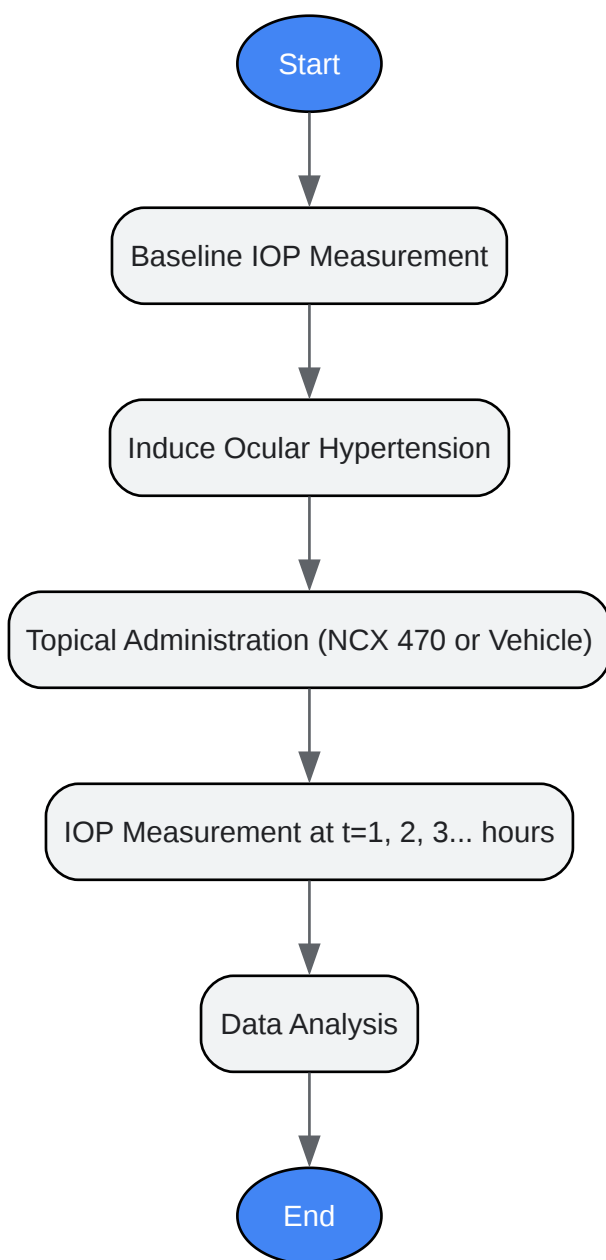 Start
Baseline IOP Measurement
Induce Ocular Hypertension
Topical Administration (NCX 470 or Vehicle)
IOP Measurement at t=1, 2, 3... hours
Data Analysis
End